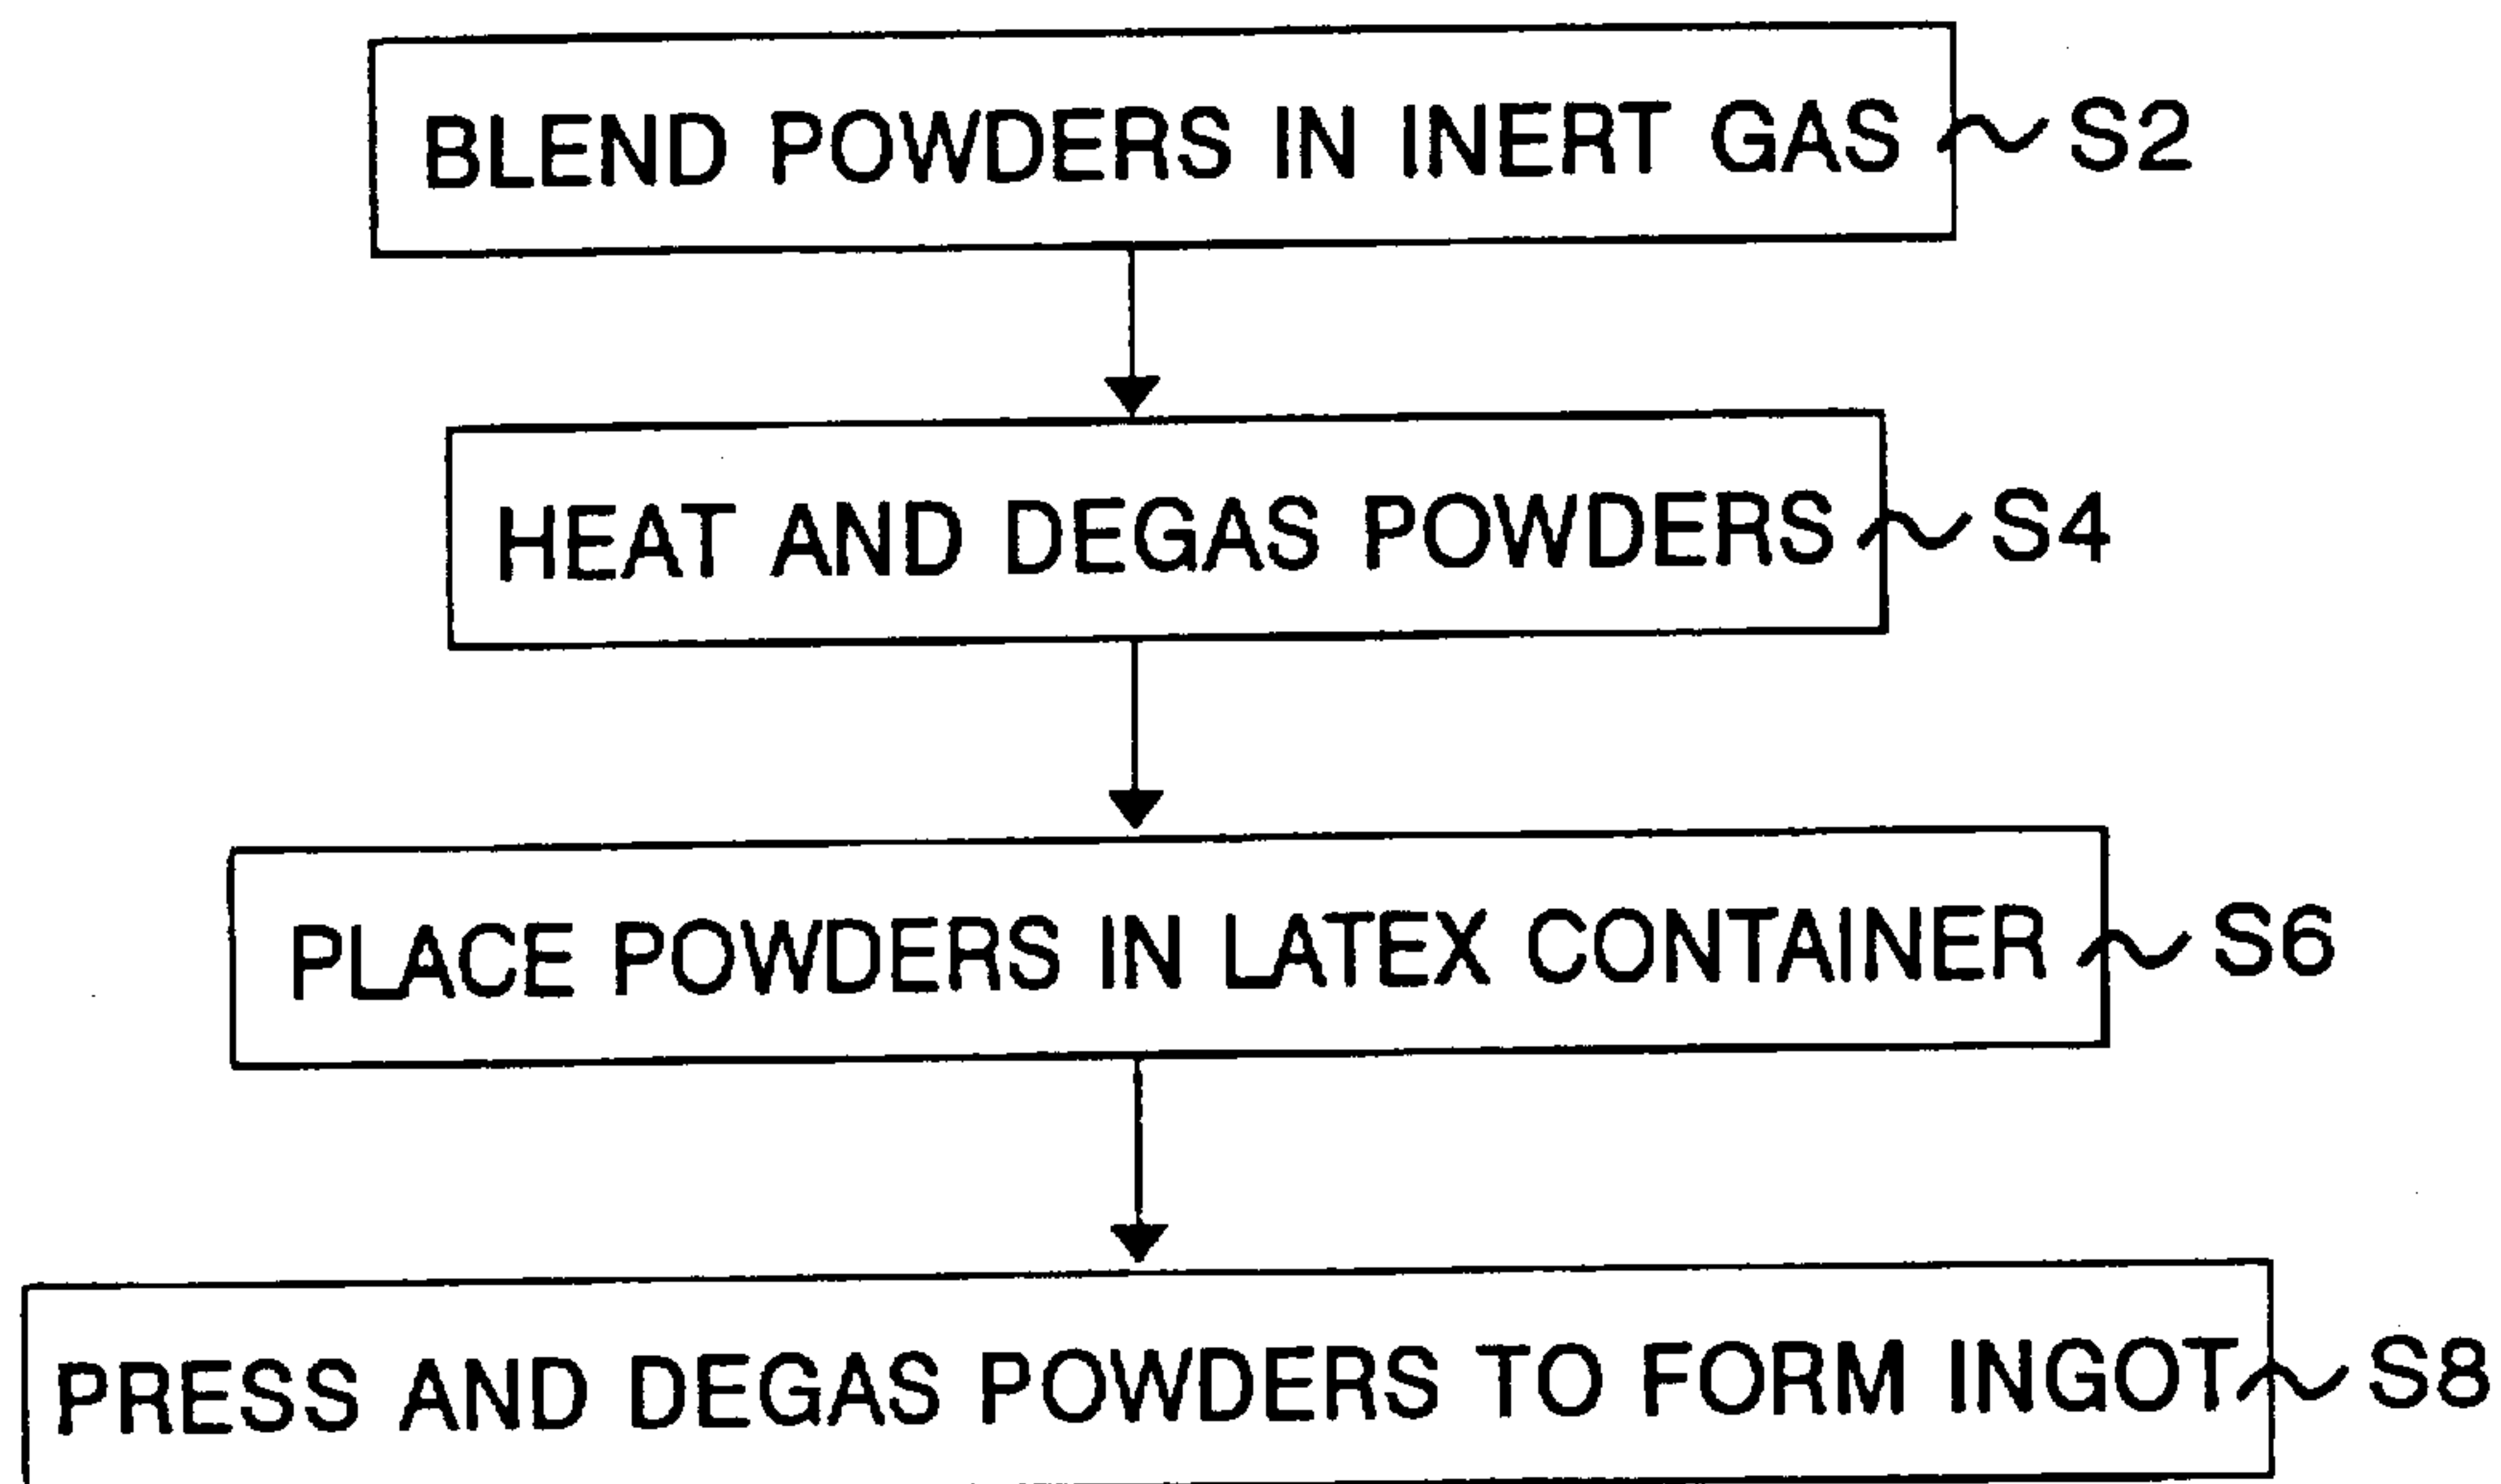 BLEND POWDERS IN INERT GAS S2
HEAT AND DEGAS POWDERS S4
PLACE POWDERS IN LATEX CONTAINER S6
PRESS AND DEGAS POWDERS TO FORM INGOT S8